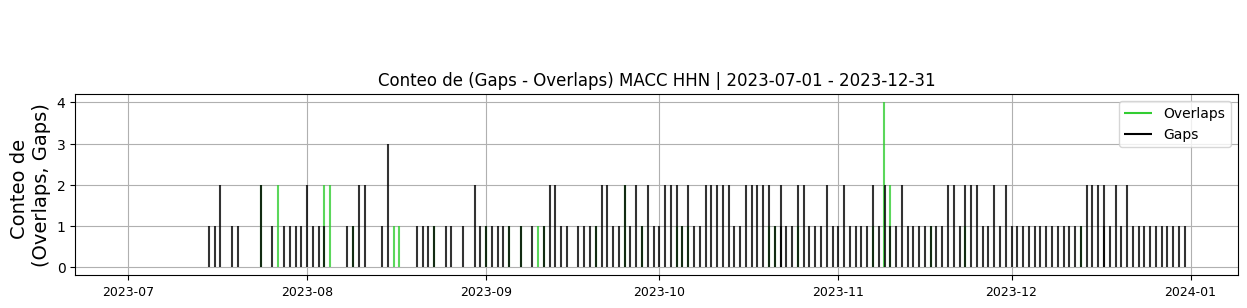 Conteo de (Gaps - Overlaps) MACC HHN | 2023-07-01 - 2023-12-31
Conteo de
(Overlaps, Gaps)
4
3
2
1
0
Overlaps
Gaps
2023-07
2023-08
2023-09
2023-10
2023-11
2023-12
2024-01